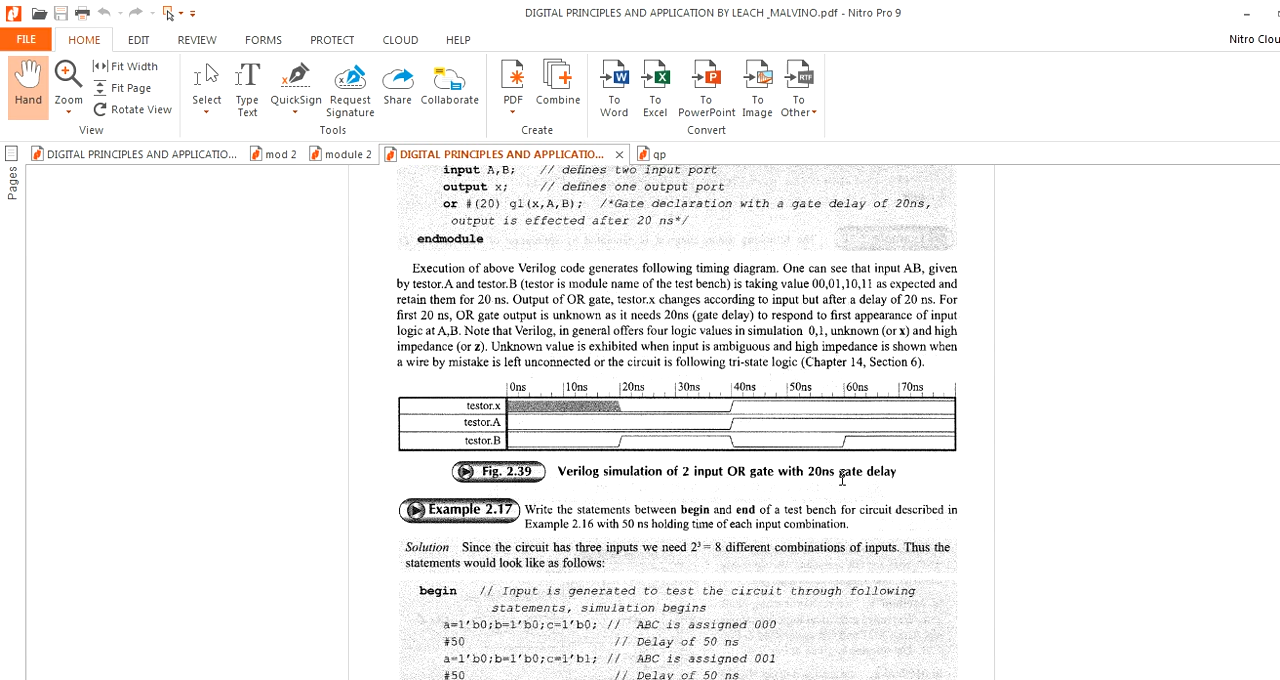 DIGITAL PRINCIPLES AND APPLICATION BY LEACH _MALVINO.pdf - Nitro Pro 9
FILE HOME EDIT REVIEW FORMS PROTECT CLOUD HELP Nitro Clou
Hand Zoom Fit Width Fit Page Rotate View
Select Type Text QuickSign Request Signature Share Collaborate
PDF Combine
To Word To Excel To PowerPoint To Image To Other
View Tools Create Convert
Pages
DIGITAL PRINCIPLES AND APPLICATIO... mod 2 module 2 DIGITAL PRINCIPLES AND APPLICATIO... qp
input A,B; // defines two input port
output x; // defines one output port
or #(20) g1(x,A,B); /*Gate declaration with a gate delay of 20ns,
output is effected after 20 ns*/
endmodule
Execution of above Verilog code generates following timing diagram. One can see that input AB, given
by testor.A and testor.B (testor is module name of the test bench) is taking value 00,01,10,11 as expected and
retain them for 20 ns. Output of OR gate, testor.x changes according to input but after a delay of 20 ns. For
first 20 ns, OR gate output is unknown as it needs 20ns (gate delay) to respond to first appearance of input
logic at A,B. Note that Verilog, in general offers four logic values in simulation 0,1, unknown (or x) and high
impedance (or z). Unknown value is exhibited when input is ambiguous and high impedance is shown when
a wire by mistake is left unconnected or the circuit is following tri-state logic (Chapter 14, Section 6).
0ns 10ns 20ns 30ns 40ns 50ns 60ns 70ns
testor.x
testor.A
testor.B
Fig. 2.39 Verilog simulation of 2 input OR gate with 20ns gate delay
Example 2.17 Write the statements between begin and end of a test bench for circuit described in
Example 2.16 with 50 ns holding time of each input combination.
Solution Since the circuit has three inputs we need 2³ = 8 different combinations of inputs. Thus the
statements would look like as follows:
begin // Input is generated to test the circuit through following
statements, simulation begins
a=1'b0;b=1'b0;c=1'b0; // ABC is assigned 000
#50 // Delay of 50 ns
a=1'b0;b=1'b0;c=1'b1; // ABC is assigned 001
#50 // Delay of 50 ns